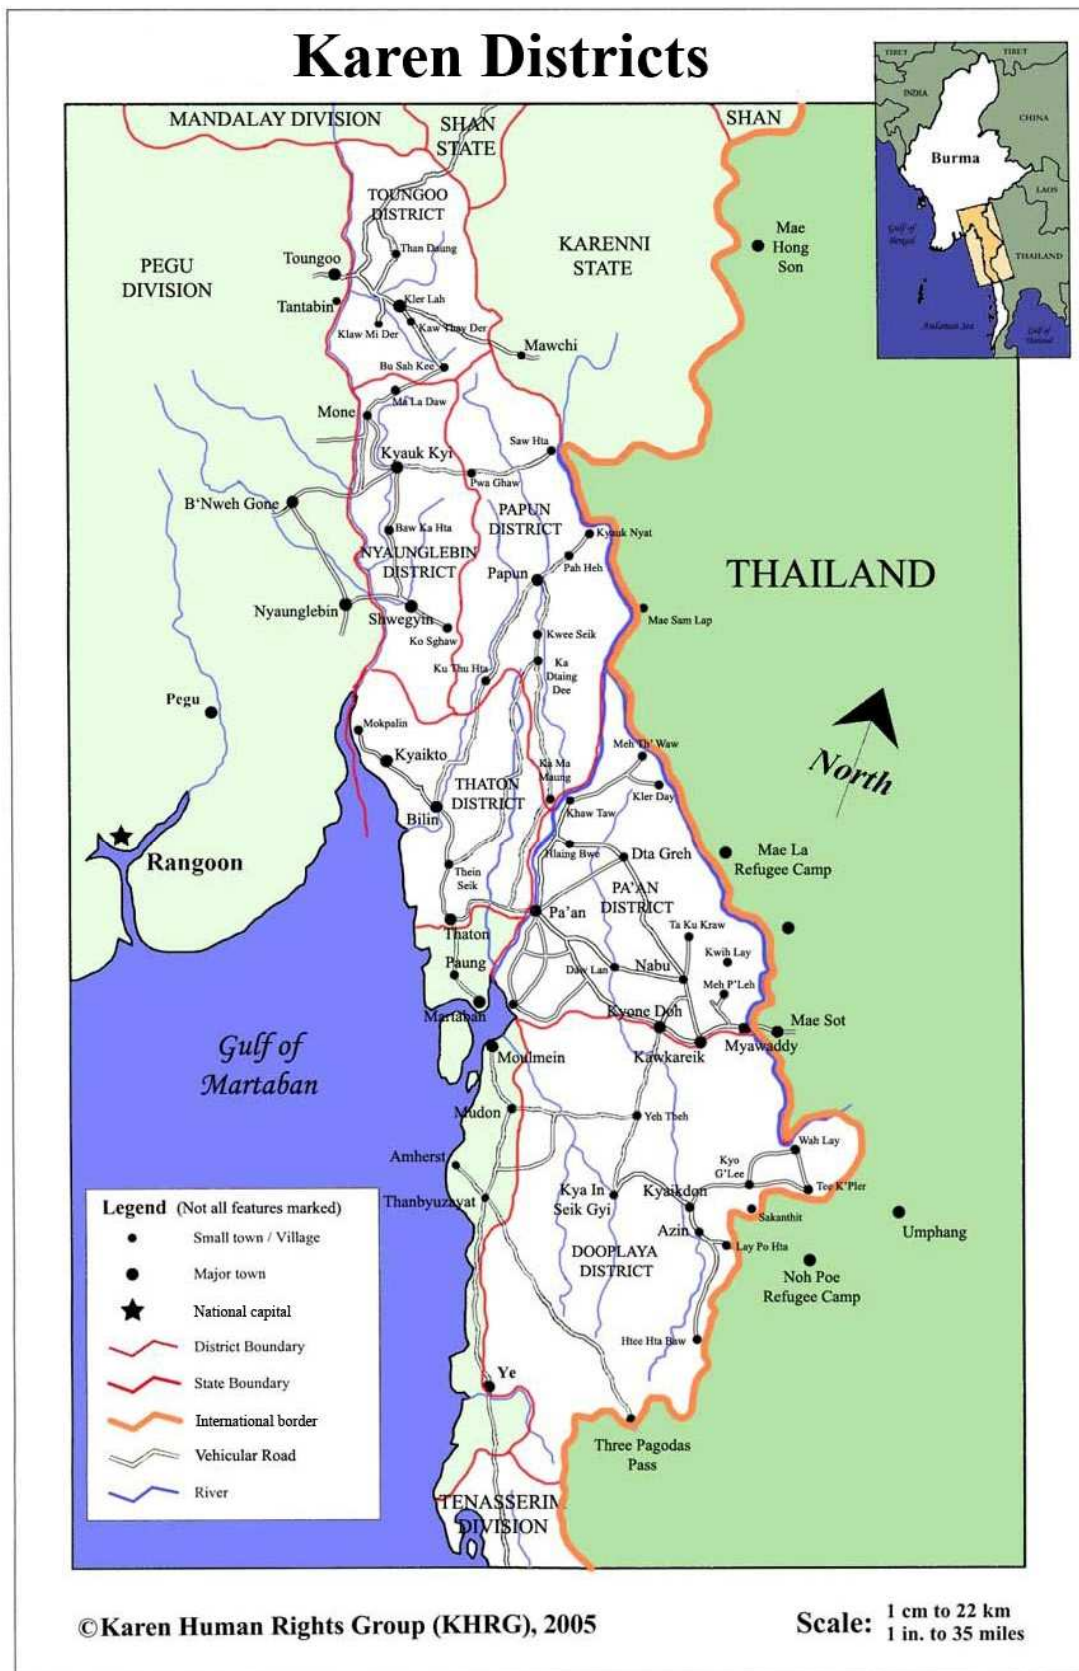 Karen Districts
TIBET
TIBET
INDIA
CHINA
Burma
LAOS
Gulf of
Bengal
THAILAND
Andaman Sea
Gulf of
Thailand
MANDALAY DIVISION
SHAN
STATE
SHAN
TOUNGOO
DISTRICT
PEGU
DIVISION
KARENNI
STATE
Mae
Hong
Son
Than Daung
Toungoo
Tantabin
Kler Lah
Klaw Mi Der
Kaw Thay Der
Mawchi
Bu Sah Kee
Ma La Daw
Mone
Saw Hta
Kyauk Kyi
Pwa Ghaw
B'Nweh Gone
PAPUN
DISTRICT
Baw Ka Hta
Kyauk Nyat
NYAUNGLEBIN
DISTRICT
Pah Heh
Papun
THAILAND
Nyaunglebin
Shwegyin
Mae Sam Lap
Ko Sghaw
Kwee Seik
Ku Thu Hta
Ka
Dtaing
Dee
Pegu
Mokpalin
Kyaikto
Meh Th' Waw
North
Ka Ma
Maung
THATON
DISTRICT
Kler Day
Bilin
Khaw Taw
Rangoon
Hlaing Bwe
Dta Greh
Mae La
Refugee Camp
Thein
Seik
PA'AN
DISTRICT
Pa'an
Ta Ku Kraw
Thaton
Kwih Lay
Paung
Daw Lan
Nabu
Meh P'Leh
Martaban
Kyone Doh
Mae Sot
Gulf of
Martaban
Moulmein
Kawkareik
Myawaddy
Mudon
Yeh Tbeh
Wah Lay
Amherst
Kyo
G'Lee
Thanbyuzayat
Kya In
Seik Gyi
Kyaikdon
Tee K'Pler
Sakanthit
Azin
Umphang
DOOPLAYA
DISTRICT
Lay Po Hta
Noh Poe
Refugee Camp
Htee Hta Baw
Ye
Three Pagodas
Pass
TENASSERIM
DIVISION
Legend (Not all features marked)
Small town / Village
Major town
National capital
District Boundary
State Boundary
International border
Vehicular Road
River
©Karen Human Rights Group (KHRG), 2005
Scale: 1 cm to 22 km
1 in. to 35 miles